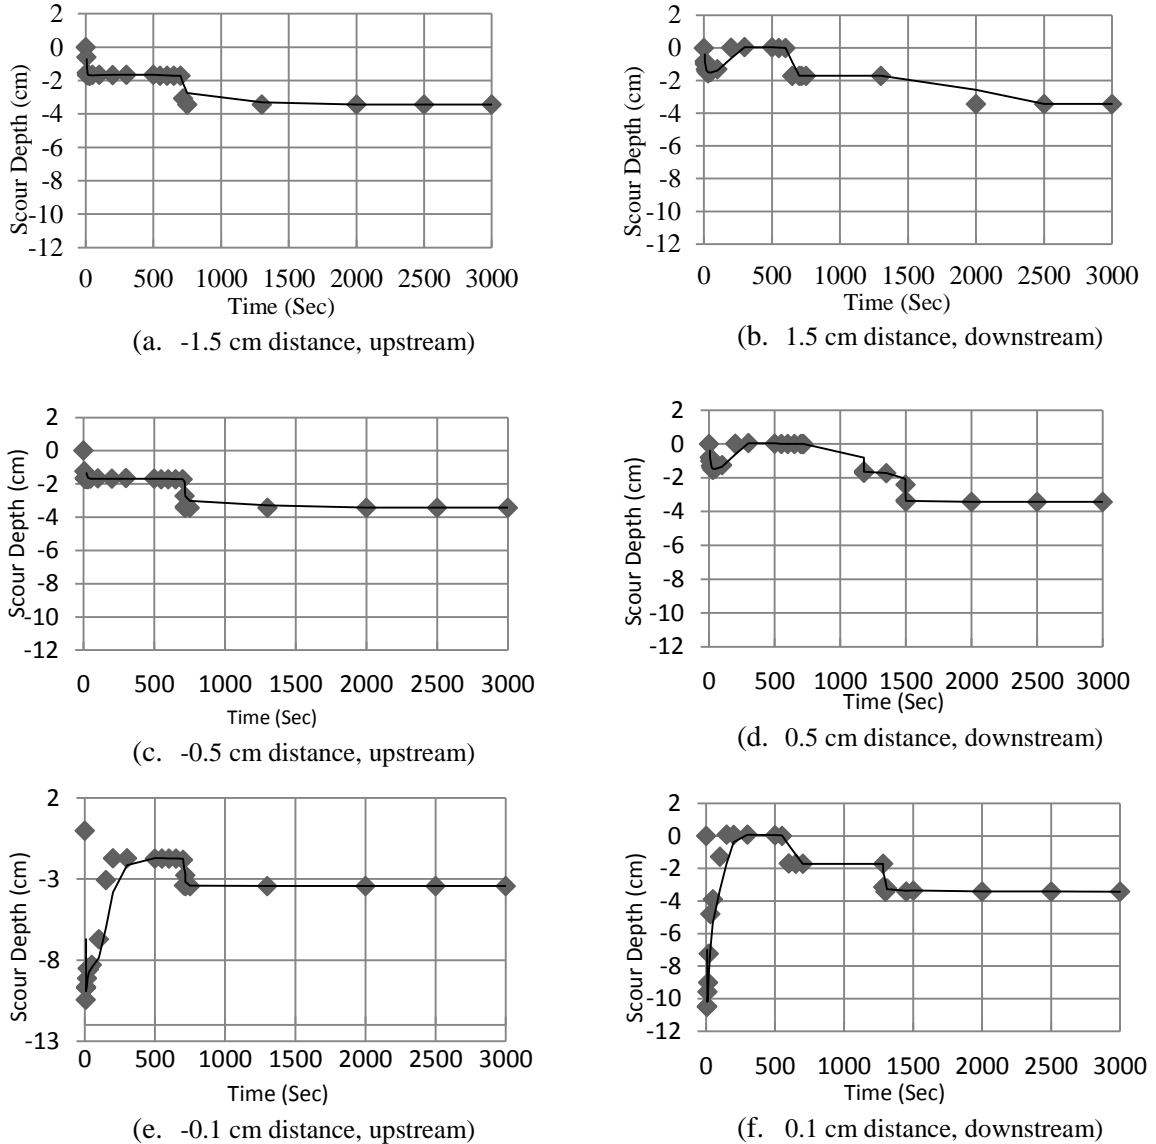 2
0
-2
-4
-6
-8
-10
-12
Scour Depth (cm)
0 500 1000 1500 2000 2500 3000
Time (Sec)
(a. -1.5 cm distance, upstream)
2
0
-2
-4
-6
-8
-10
-12
Scour Depth (cm)
0 500 1000 1500 2000 2500 3000
Time (Sec)
(b. 1.5 cm distance, downstream)
2
0
-2
-4
-6
-8
-10
-12
Scour Depth (cm)
0 500 1000 1500 2000 2500 3000
Time (Sec)
(c. -0.5 cm distance, upstream)
2
0
-2
-4
-6
-8
-10
-12
Scour Depth (cm)
0 500 1000 1500 2000 2500 3000
Time (Sec)
(d. 0.5 cm distance, downstream)
2
-3
-8
-13
Scour Depth (cm)
0 500 1000 1500 2000 2500 3000
Time (Sec)
(e. -0.1 cm distance, upstream)
2
0
-2
-4
-6
-8
-10
-12
Scour Depth (cm)
0 500 1000 1500 2000 2500 3000
Time (Sec)
(f. 0.1 cm distance, downstream)